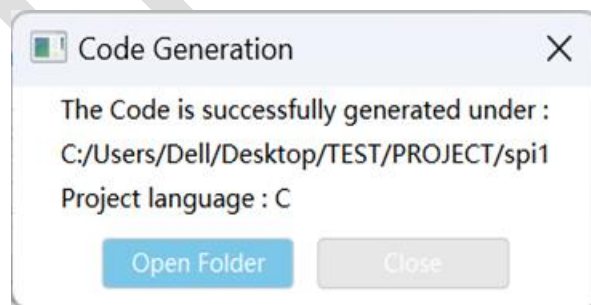 Code Generation
The Code is successfully generated under :
C:/Users/Dell/Desktop/TEST/PROJECT/spi1
Project language : C
Open Folder
Close